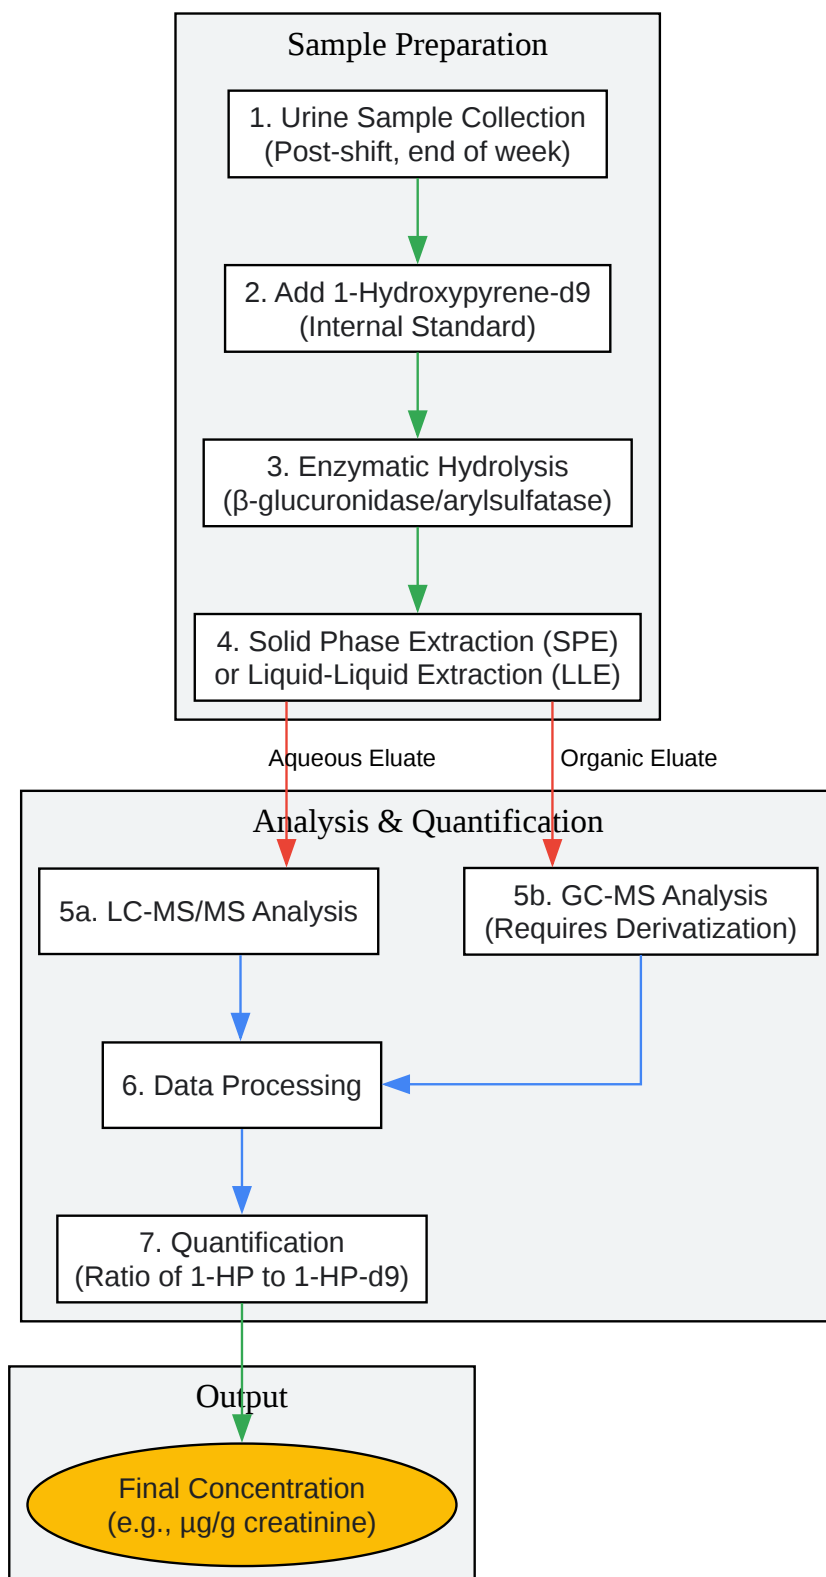 Sample Preparation
1. Urine Sample Collection
(Post-shift, end of week)
2. Add 1-Hydroxypyrene-d9
(Internal Standard)
3. Enzymatic Hydrolysis
(β-glucuronidase/arylsulfatase)
4. Solid Phase Extraction (SPE)
or Liquid-Liquid Extraction (LLE)
Aqueous Eluate
Organic Eluate
Analysis & Quantification
5a. LC-MS/MS Analysis
5b. GC-MS Analysis
(Requires Derivatization)
6. Data Processing
7. Quantification
(Ratio of 1-HP to 1-HP-d9)
Output
Final Concentration
(e.g., µg/g creatinine)